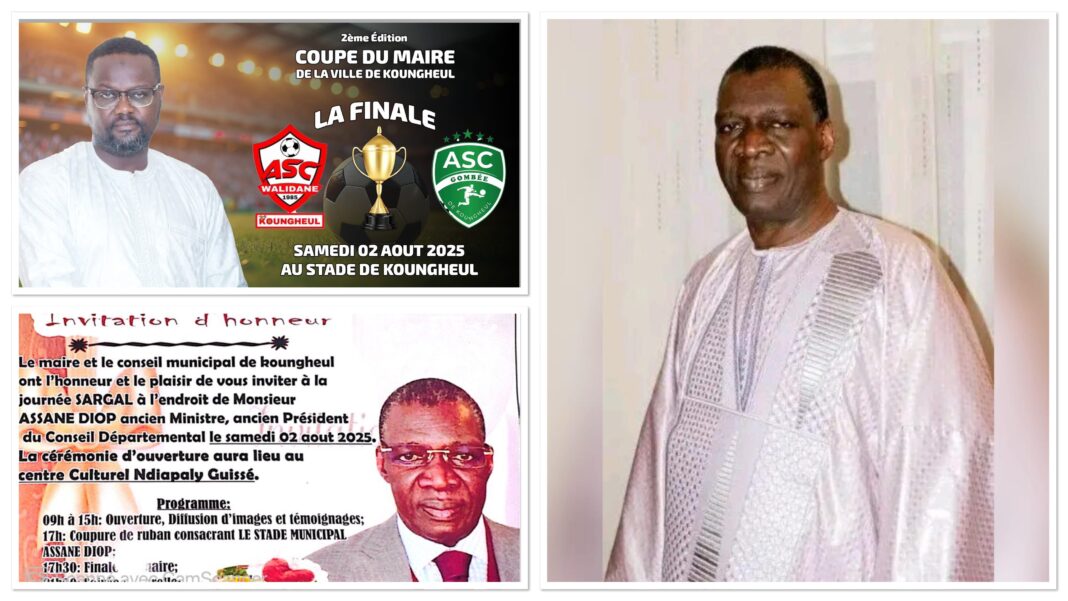 2ème Édition
COUPE DU MAIRE
DE LA VILLE DE KOUNGHEUL
LA FINALE
ASC
WALIDANE
1985
KOUNGHEUL
ASC
GOMBÉE
DE KOUNGHEUL
SAMEDI 02 AOUT 2025
AU STADE DE KOUNGHEUL
Invitation d honneur
Le maire et le conseil municipal de koungheul
ont l'honneur et le plaisir de vous inviter à la
journée SARGAL à l'endroit de Monsieur
ASSANE DIOP ancien Ministre, ancien Président
du Conseil Départemental le samedi 02 aout 2025.
La cérémonie d'ouverture aura lieu au
centre Culturel Ndiapaly Guissé.
Programme:
09h à 15h: Ouverture, Diffusion d'images et témoignages;
17h: Coupure de ruban consacrant LE STADE MUNICIPAL
ASSANE DIOP:
17h30: Finale aire;